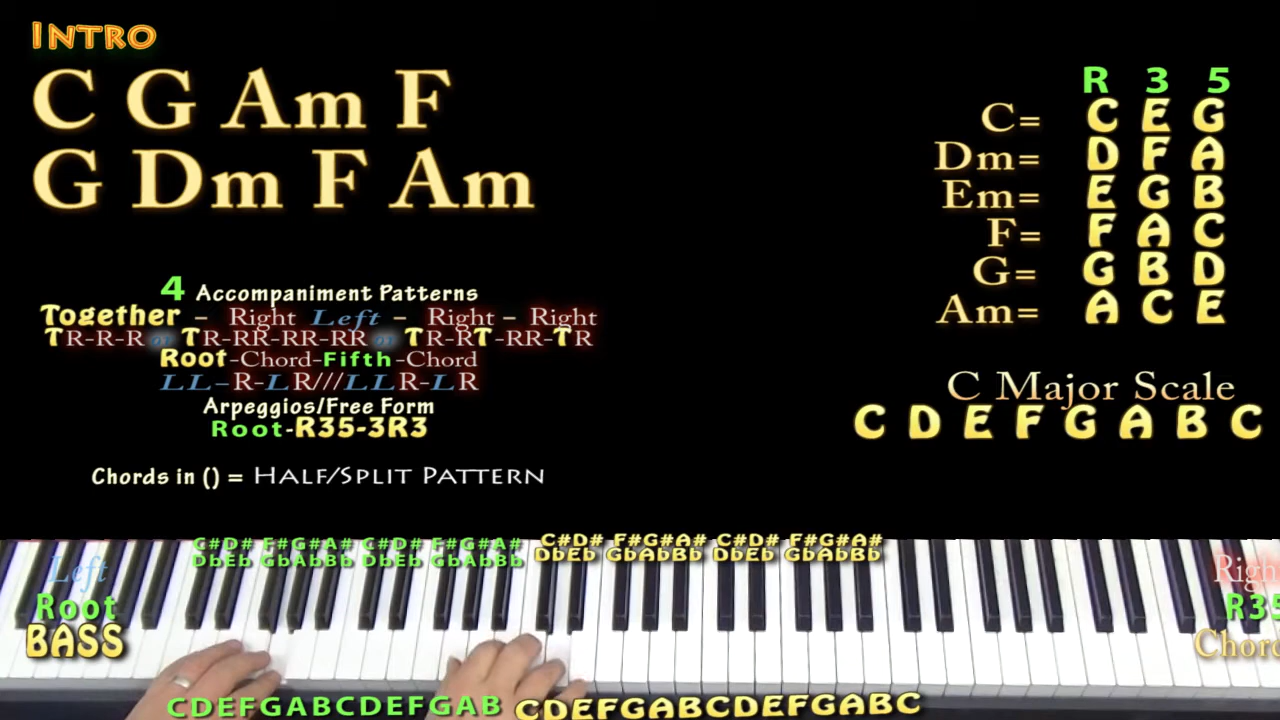 INTRO
C G Am F
G Dm F Am
4 Accompaniment Patterns
Together - Right Left - Right - Right
TR-R-R or TR-RR-RR-RR or TR-RT-RR-TR
Root-Chord-Fifth-Chord
LL-R-LR///LLR-LR
Arpeggios/Free Form
Root-R35-3R3
Chords in () = HALF/SPLIT PATTERN
R 3 5
C= C E G
Dm= D F A
Em= E G B
F= F A C
G= G B D
Am= A C E
C Major Scale
C D E F G A B C
C#D# F#G#A# C#D# F#G#A# C#D# F#G#A# C#D# F#G#A#
DbEb GbAbBb DbEb GbAbBb DbEb GbAbBb DbEb GbAbBb
Left
Root
BASS
Righ
R35
Chord
CDEFGABCDEFGAB CDEFGABCDEFGABC